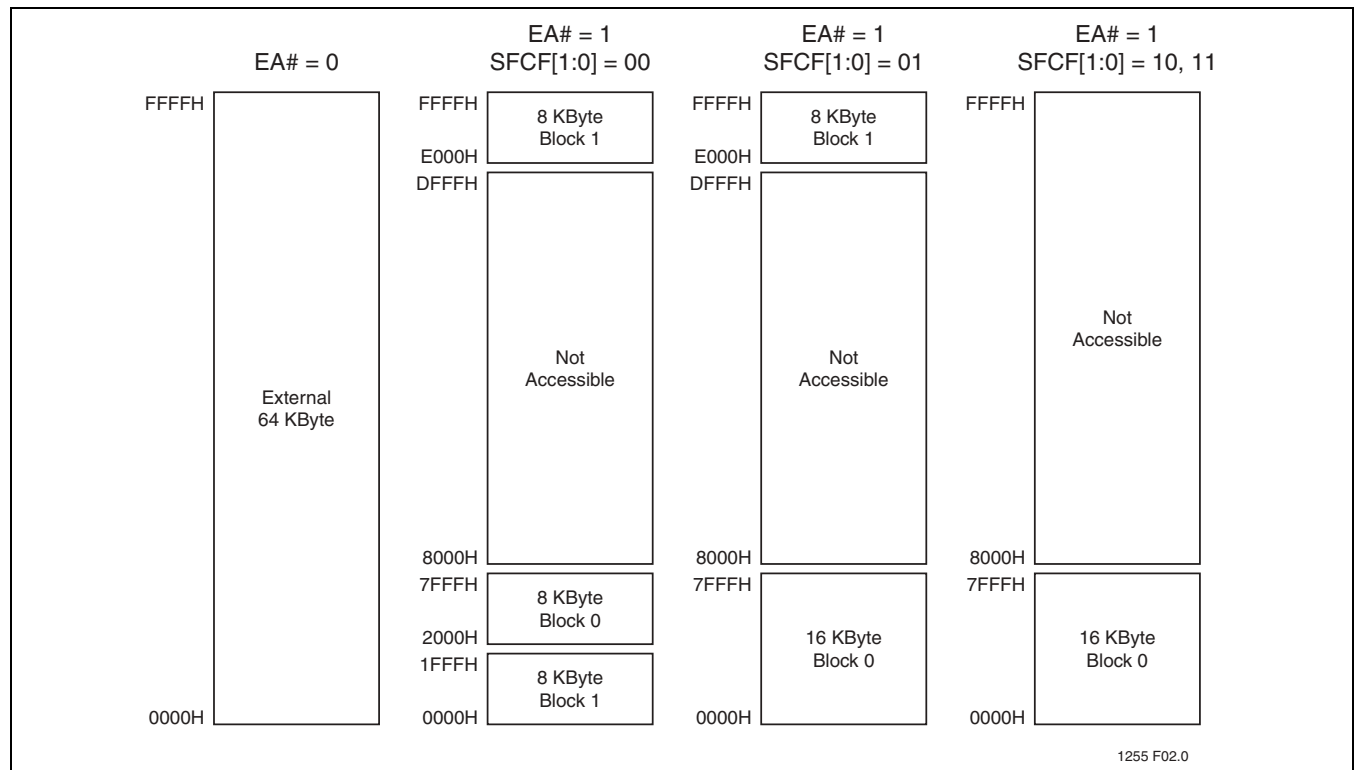 EA# = 0
FFFFH
External
64 KByte
0000H
EA# = 1
SFCF[1:0] = 00
FFFFH
8 KByte
Block 1
E000H
DFFFH
Not
Accessible
8000H
7FFFH
8 KByte
Block 0
2000H
1FFFH
8 KByte
Block 1
0000H
EA# = 1
SFCF[1:0] = 01
FFFFH
8 KByte
Block 1
E000H
DFFFH
Not
Accessible
8000H
7FFFH
16 KByte
Block 0
0000H
EA# = 1
SFCF[1:0] = 10, 11
FFFFH
Not
Accessible
8000H
7FFFH
16 KByte
Block 0
0000H
1255 F02.0